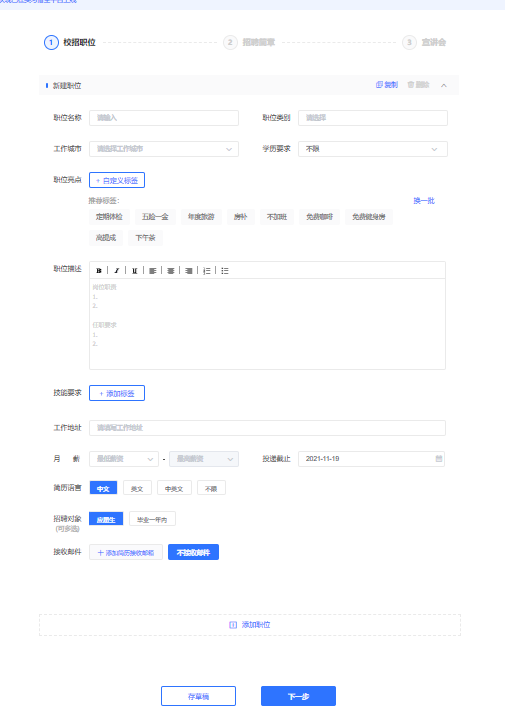 1 校招职位 2 招聘简章 3 宣讲会
新建职位 复制 删除
职位名称 请输入 职位类别 请选择
工作城市 请选择工作城市 学历要求 不限
职位亮点 + 自定义标签
推荐标签: 换一批
定期体检 五险一金 年度旅游 房补 不加班 免费咖啡 免费健身房
高提成 下午茶
职位描述 B I U
岗位职责
1、
2、
任职要求
1、
2、
技能要求 + 添加标签
工作地址 请填写工作地址
月 薪 最低薪资 - 最高薪资 投递截止 2021-11-19
简历语言 中文 英文 中英文 不限
招聘对象 应届生 毕业一年内
(可多选)
接收邮件 + 添加简历接收邮箱 不接收邮件
添加职位
存草稿 下一步